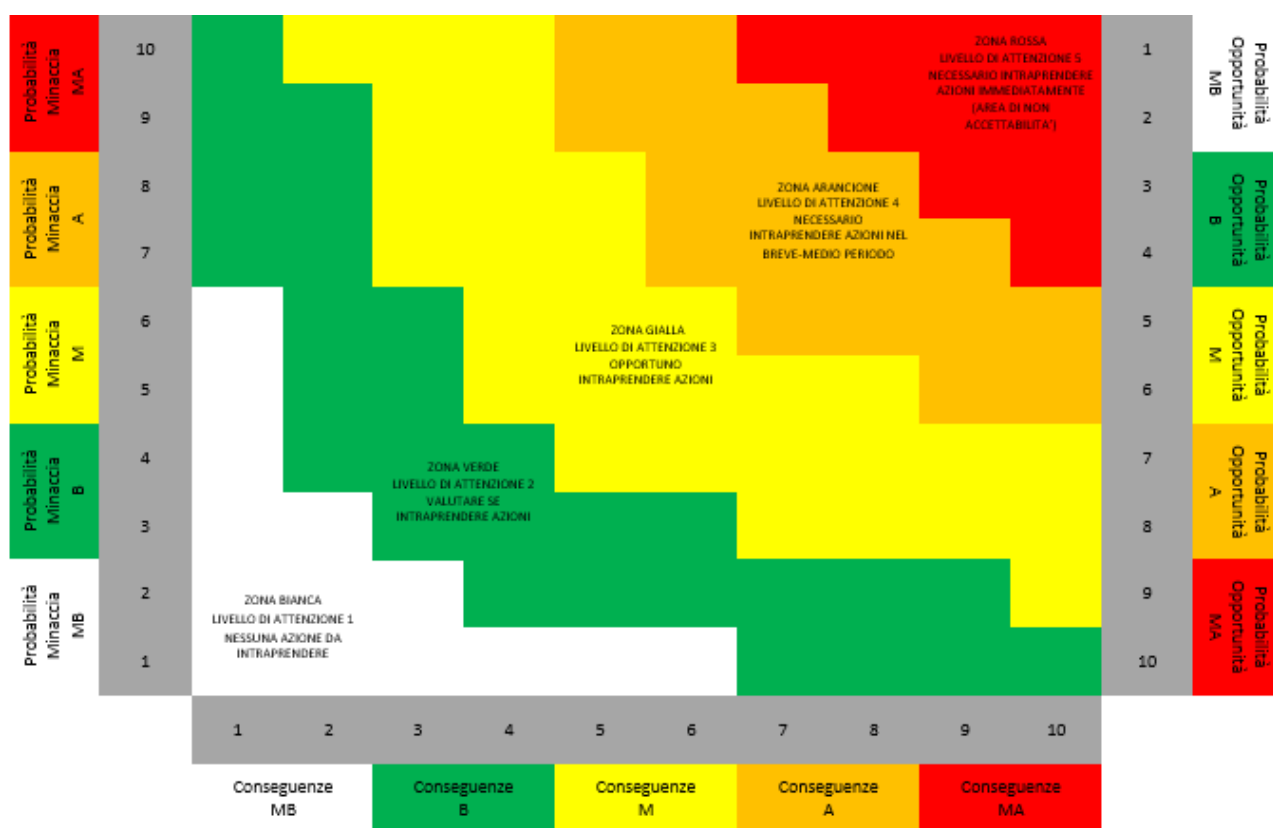 Probabilità
Minaccia
MA
10
9
ZONA ROSSA
LIVELLO DI ATTENZIONE 5
NECESSARIO INTRAPRENDERE
AZIONI IMMEDIATAMENTE
(AREA DI NON
ACCETTABILITA')
1
2
Probabilità
Opportunità
MB
Probabilità
Minaccia
A
8
7
ZONA ARANCIONE
LIVELLO DI ATTENZIONE 4
NECESSARIO
INTRAPRENDERE AZIONI NEL
BREVE-MEDIO PERIODO
3
4
Probabilità
Opportunità
B
Probabilità
Minaccia
M
6
5
ZONA GIALLA
LIVELLO DI ATTENZIONE 3
OPPORTUNO
INTRAPRENDERE AZIONI
5
6
Probabilità
Opportunità
M
Probabilità
Minaccia
B
4
3
ZONA VERDE
LIVELLO DI ATTENZIONE 2
VALUTARE SE
INTRAPRENDERE AZIONI
7
8
Probabilità
Opportunità
A
Probabilità
Minaccia
MB
2
1
ZONA BIANCA
LIVELLO DI ATTENZIONE 1
NESSUNA AZIONE DA
INTRAPRENDERE
9
10
Probabilità
Opportunità
MA
1 2 3 4 5 6 7 8 9 10
Conseguenze
MB
Conseguenze
B
Conseguenze
M
Conseguenze
A
Conseguenze
MA